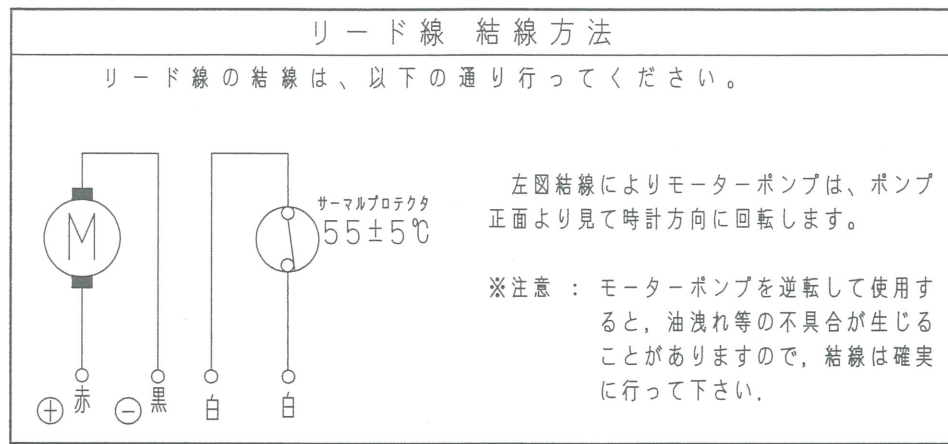 リード線 結線方法
リード線の結線は、以下の通り行ってください。
M
サーマルプロテクタ
55±5℃
⊕ 赤 ⊖ 黒 白 白
左図結線によりモーターポンプは、ポンプ
正面より見て時計方向に回転します。
※注意 : モーターポンプを逆転して使用す
ると，油洩れ等の不具合が生じる
ことがありますので，結線は確実
に行って下さい．